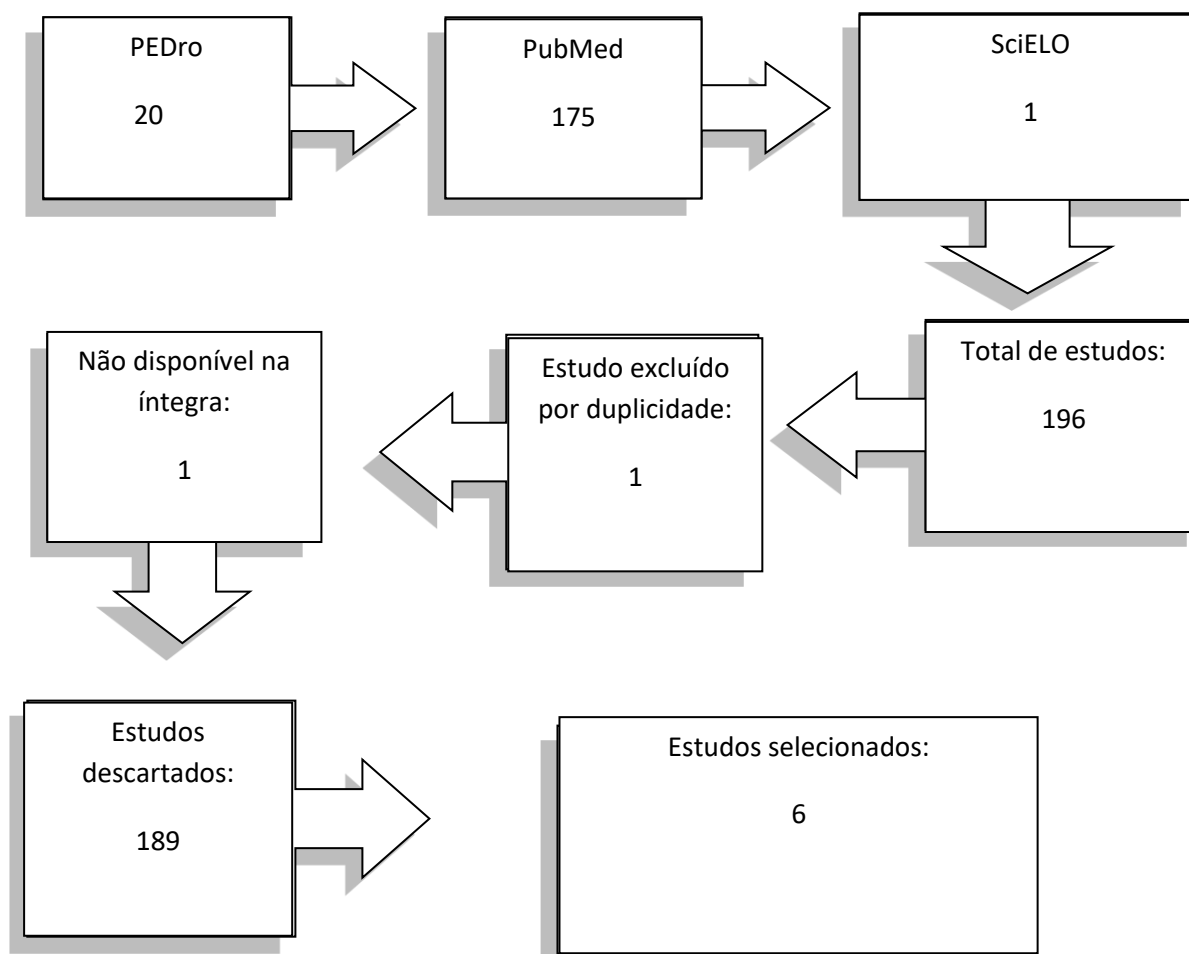 PEDro
20
PubMed
175
SciELO
1
Total de estudos:
196
Estudo excluído
por duplicidade:
1
Não disponível na
íntegra:
1
Estudos
descartados:
189
Estudos selecionados:
6